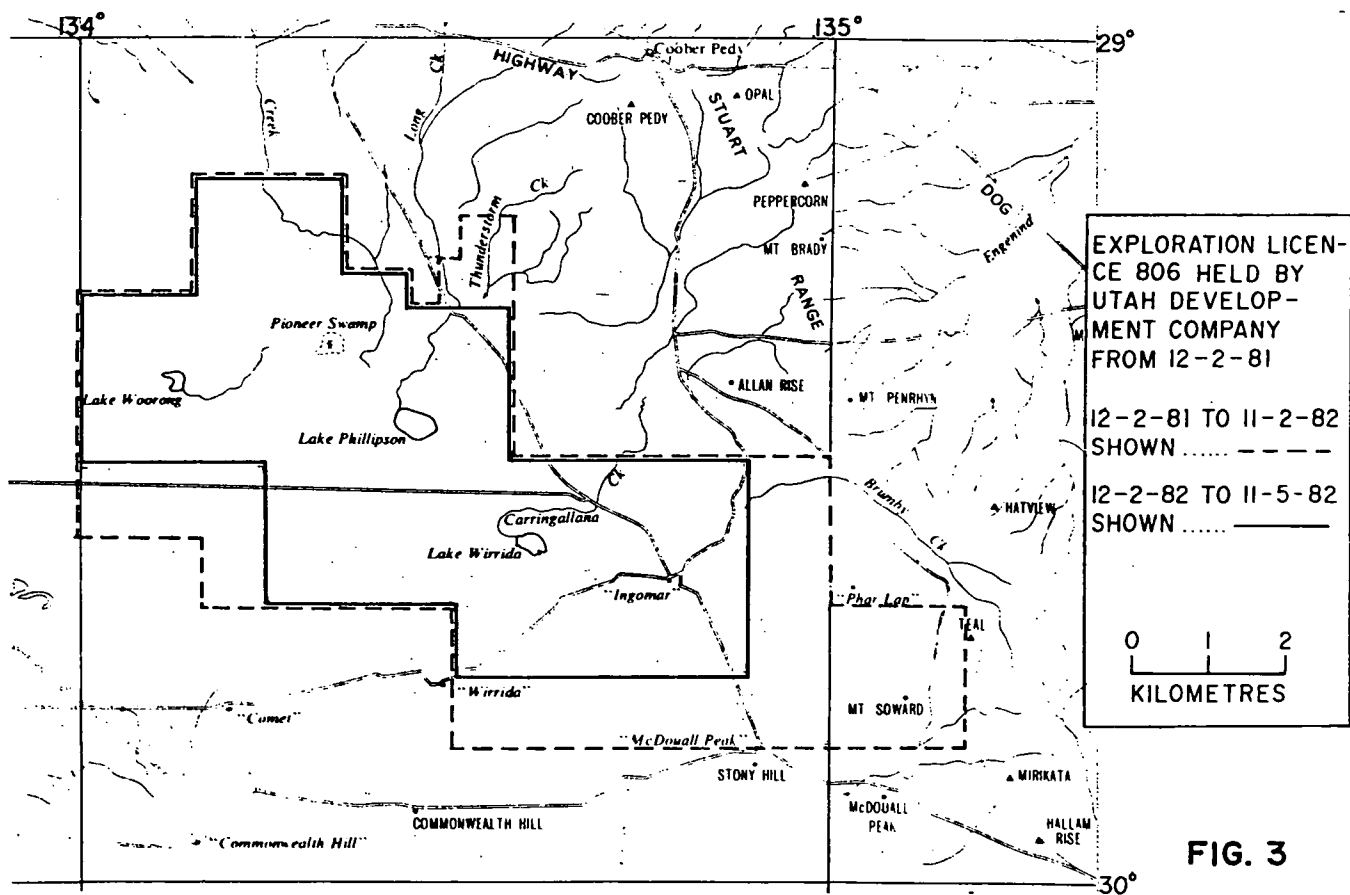 134°
135°
29°
Coober Pedy
HIGHWAY
Ck
Long
Creek
STUART
OPAL
COOBER PEDY
Ck
Thunderstorm
PEPPERCORN
DOG
Engenind
MT BRADY
RANGE
EXPLORATION LICEN-
CE 806 HELD BY
UTAH DEVELOP-
MENT COMPANY
FROM 12-2-81
12-2-81 TO 11-2-82
SHOWN ...... - - - -
12-2-82 TO 11-5-82
SHOWN ...... ———
0 1 2
KILOMETRES
Pioneer Swamp
s
M
ALLAN RISE
MT PENRHYN
Lake Woorong
Lake Phillipson
Ck
Brumby
Ck
HATVIEW
Carringallana
Lake Wirrida
"Ingomar"
"Phar Lap"
TEAL
"Wirrida"
MT SOWARD
"Comet"
"McDouall Peak"
STONY HILL
MIRIKATA
McDOUALL
PEAK
COMMONWEALTH HILL
HALLAM
RISE
"Commonwealth Hill"
FIG. 3
30°